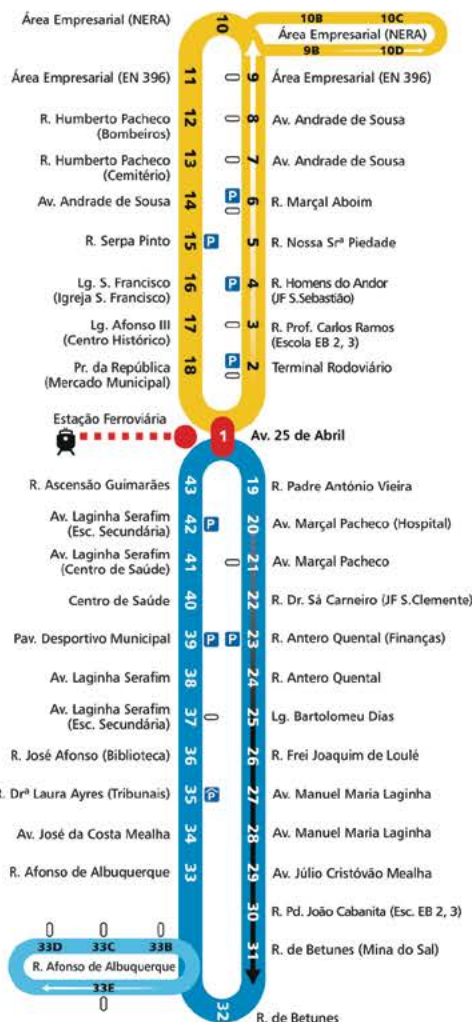 Área Empresarial (NERA)
10
10B 10C
Área Empresarial (NERA)
9B 10D
Área Empresarial (EN 396)
11
9
Área Empresarial (EN 396)
R. Humberto Pacheco
(Bombeiros)
12
8
Av. Andrade de Sousa
R. Humberto Pacheco
(Cemitério)
13
7
Av. Andrade de Sousa
Av. Andrade de Sousa
14
P
6
R. Marçal Aboim
R. Serpa Pinto
15
P
5
R. Nossa Srª Piedade
Lg. S. Francisco
(Igreja S. Francisco)
16
P
4
R. Homens do Andor
(JF S.Sebastião)
Lg. Afonso III
(Centro Histórico)
17
3
R. Prof. Carlos Ramos
(Escola EB 2, 3)
Pr. da República
(Mercado Municipal)
18
P
2
Terminal Rodoviário
Estação Ferroviária
1
Av. 25 de Abril
R. Ascensão Guimarães
43
19
R. Padre António Vieira
Av. Laginha Serafim
(Esc. Secundária)
42
P
20
Av. Marçal Pacheco (Hospital)
Av. Laginha Serafim
(Centro de Saúde)
41
21
Av. Marçal Pacheco
Centro de Saúde
40
22
R. Dr. Sá Carneiro (JF S.Clemente)
Pav. Desportivo Municipal
39
P P
23
R. Antero Quental (Finanças)
Av. Laginha Serafim
38
24
R. Antero Quental
Av. Laginha Serafim
(Esc. Secundária)
37
25
Lg. Bartolomeu Dias
R. José Afonso (Biblioteca)
36
26
R. Frei Joaquim de Loulé
R. Drª Laura Ayres (Tribunais)
35
P
27
Av. Manuel Maria Laginha
Av. José da Costa Mealha
34
28
Av. Manuel Maria Laginha
R. Afonso de Albuquerque
33
29
Av. Júlio Cristóvão Mealha
30
R. Pd. João Cabanita (Esc. EB 2, 3)
33D 33C 33B
R. Afonso de Albuquerque
33E
31
R. de Betunes (Mina do Sal)
32
R. de Betunes